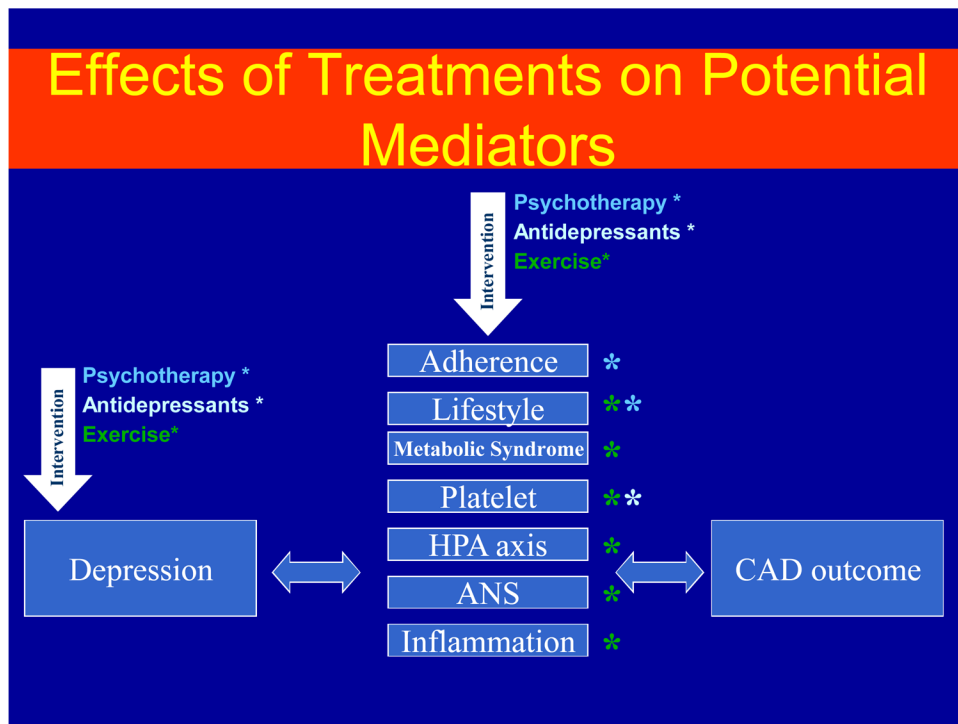 Effects of Treatments on Potential
Mediators
Intervention
Psychotherapy *
Antidepressants *
Exercise*
Intervention
Psychotherapy *
Antidepressants *
Exercise*
Adherence *
Lifestyle **
Metabolic Syndrome *
Platelet **
HPA axis *
ANS *
Inflammation *
Depression
CAD outcome